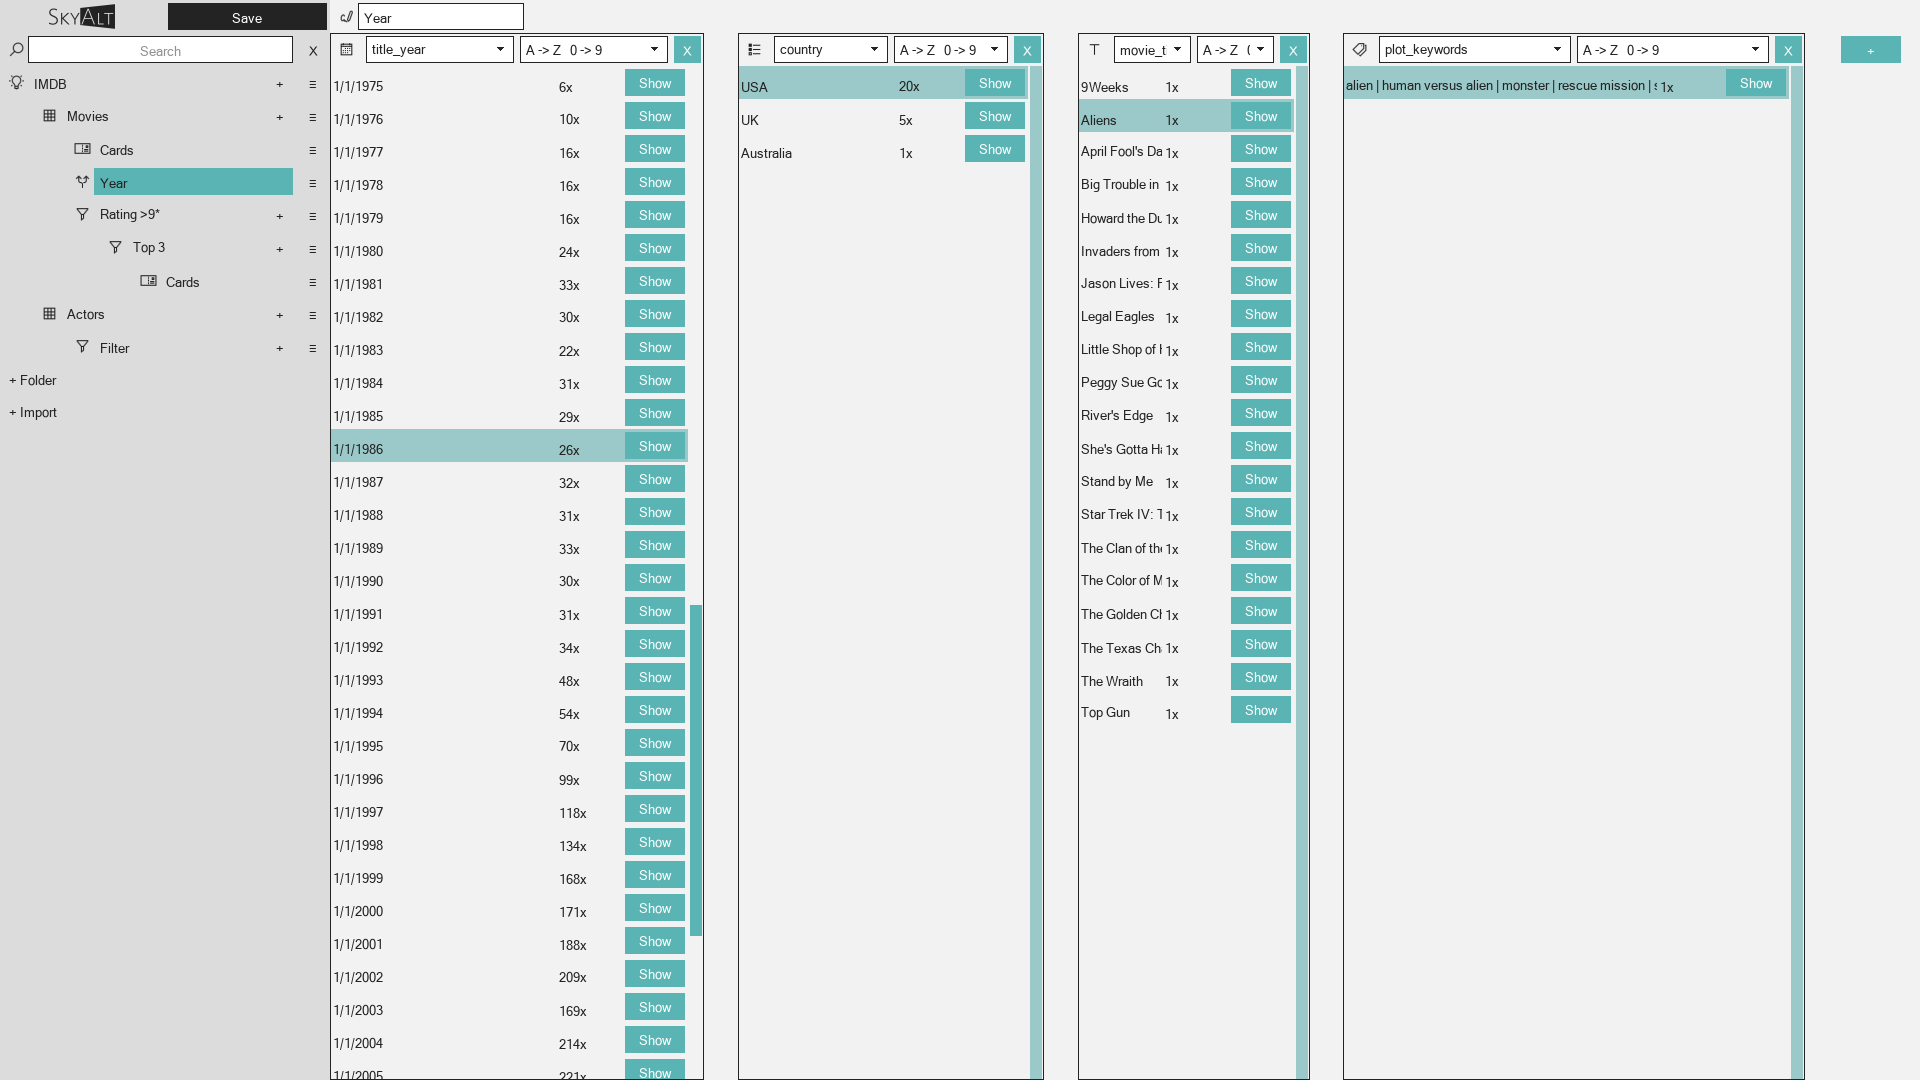 SKYALT
Save
Year
Search
X
IMDB
+
Movies
+
Cards
Year
Rating >9*
+
Top 3
+
Cards
Actors
+
Filter
+
+ Folder
+ Import
title_year
A -> Z 0 -> 9
X
1/1/1975 6x Show
1/1/1976 10x Show
1/1/1977 16x Show
1/1/1978 16x Show
1/1/1979 16x Show
1/1/1980 24x Show
1/1/1981 33x Show
1/1/1982 30x Show
1/1/1983 22x Show
1/1/1984 31x Show
1/1/1985 29x Show
1/1/1986 26x Show
1/1/1987 32x Show
1/1/1988 31x Show
1/1/1989 33x Show
1/1/1990 30x Show
1/1/1991 31x Show
1/1/1992 34x Show
1/1/1993 48x Show
1/1/1994 54x Show
1/1/1995 70x Show
1/1/1996 99x Show
1/1/1997 118x Show
1/1/1998 134x Show
1/1/1999 168x Show
1/1/2000 171x Show
1/1/2001 188x Show
1/1/2002 209x Show
1/1/2003 169x Show
1/1/2004 214x Show
1/1/2005 221x Show
country
A -> Z 0 -> 9
X
USA 20x Show
UK 5x Show
Australia 1x Show
movie_t
A -> Z
X
9Weeks 1x Show
Aliens 1x Show
April Fool's Da 1x Show
Big Trouble in 1x Show
Howard the Du 1x Show
Invaders from 1x Show
Jason Lives: F 1x Show
Legal Eagles 1x Show
Little Shop of 1x Show
Peggy Sue Go 1x Show
River's Edge 1x Show
She's Gotta Ha 1x Show
Stand by Me 1x Show
Star Trek IV: T 1x Show
The Clan of the 1x Show
The Color of M 1x Show
The Golden Ch 1x Show
The Texas Cha 1x Show
The Wraith 1x Show
Top Gun 1x Show
plot_keywords
A -> Z 0 -> 9
X
alien | human versus alien | monster | rescue mission | 1x Show
+